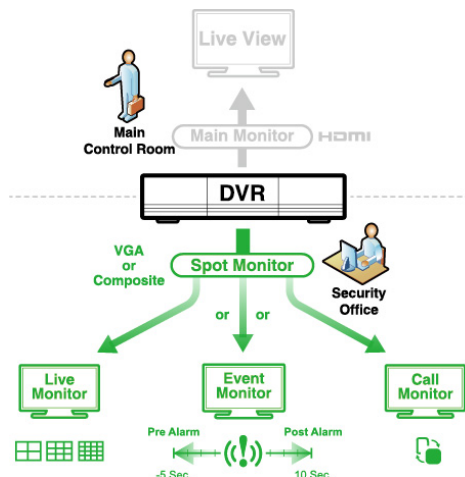 Live View
Main
Control Room
Main Monitor
HDMI
DVR
VGA
or
Composite
Spot Monitor
Security
Office
or
or
Live
Monitor
Event
Monitor
Call
Monitor
Pre Alarm
Post Alarm
-5 Sec
10 Sec